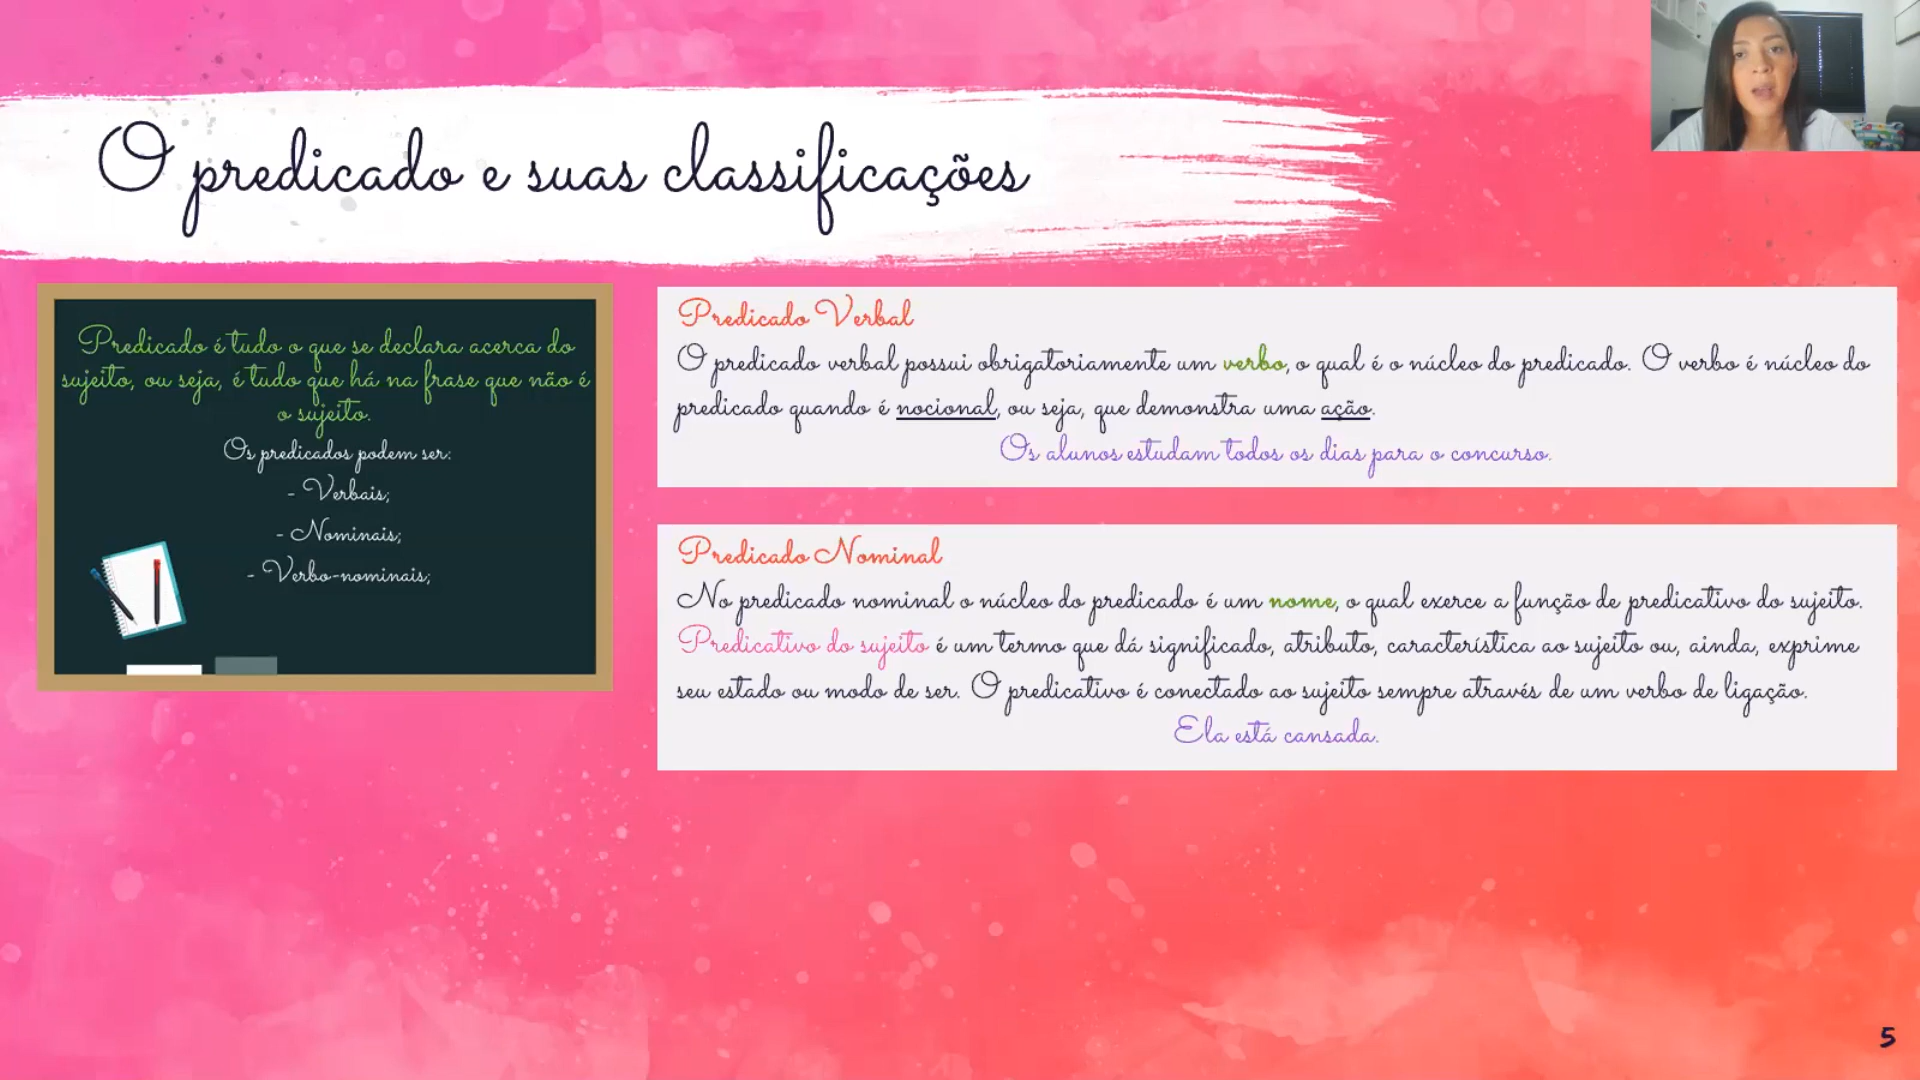 O predicado e suas classificações
Predicado é tudo o que se declara acerca do
sujeito, ou seja, é tudo que há na frase que não é
o sujeito.
Os predicados podem ser:
- Verbais;
- Nominais;
- Verbo-nominais;
Predicado Verbal
O predicado verbal possui obrigatoriamente um verbo, o qual é o núcleo do predicado. O verbo é núcleo do
predicado quando é nocional, ou seja, que demonstra uma ação.
Os alunos estudam todos os dias para o concurso.
Predicado Nominal
No predicado nominal o núcleo do predicado é um nome, o qual exerce a função de predicativo do sujeito.
Predicativo do sujeito é um termo que dá significado, atributo, característica ao sujeito ou, ainda, exprime
seu estado ou modo de ser. O predicativo é conectado ao sujeito sempre através de um verbo de ligação.
Ela está cansada.
5